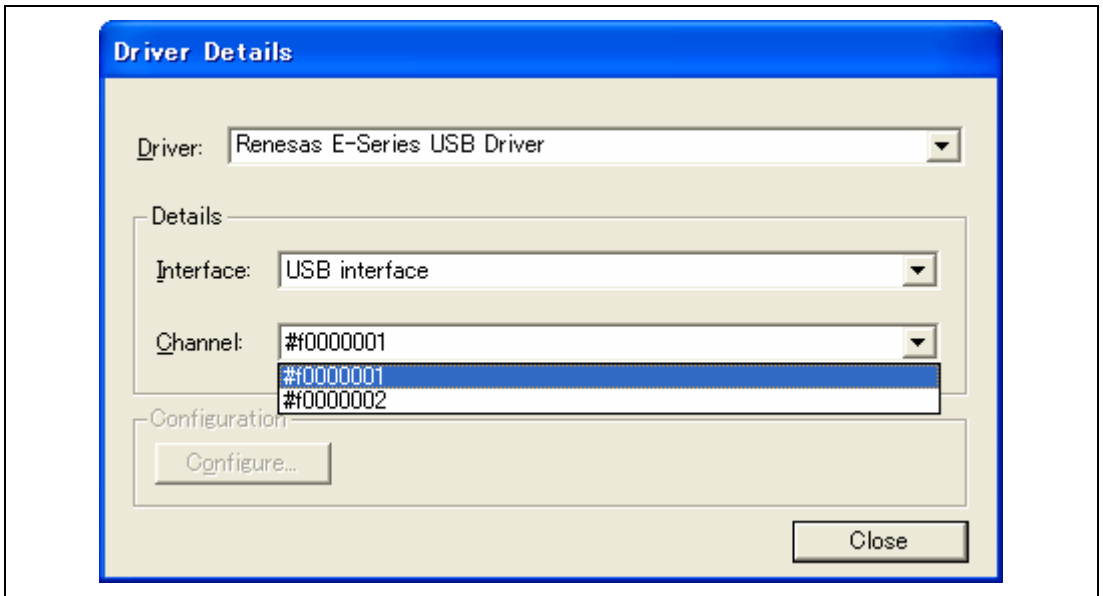 Driver Details
Driver: Renesas E-Series USB Driver
Details
Interface: USB interface
Channel: #f0000001
#f0000001
#f0000002
Configuration
Configure...
Close